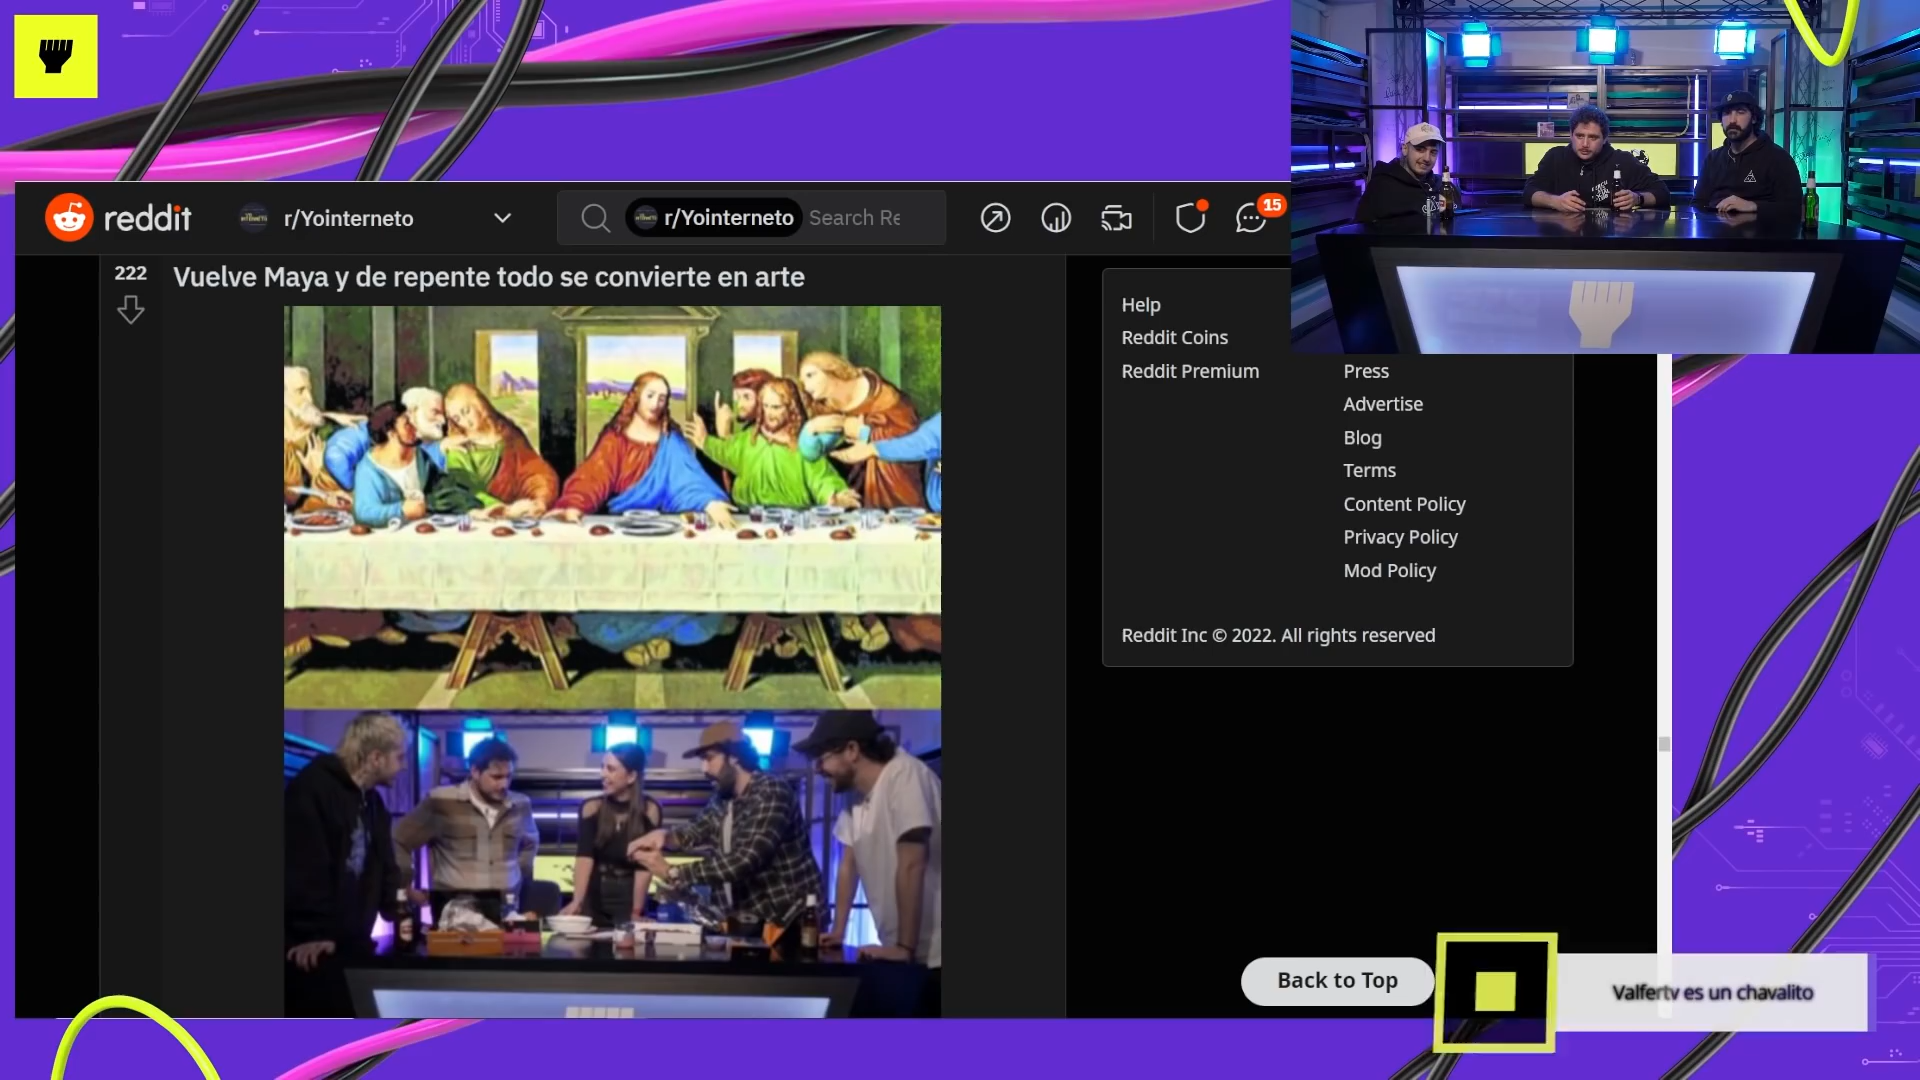 reddit
r/Yointerneto
r/Yointerneto Search Re
15
222
Vuelve Maya y de repente todo se convierte en arte
Help
Reddit Coins
Reddit Premium
Press
Advertise
Blog
Terms
Content Policy
Privacy Policy
Mod Policy
Reddit Inc © 2022. All rights reserved
Back to Top
Valfertv es un chavalito